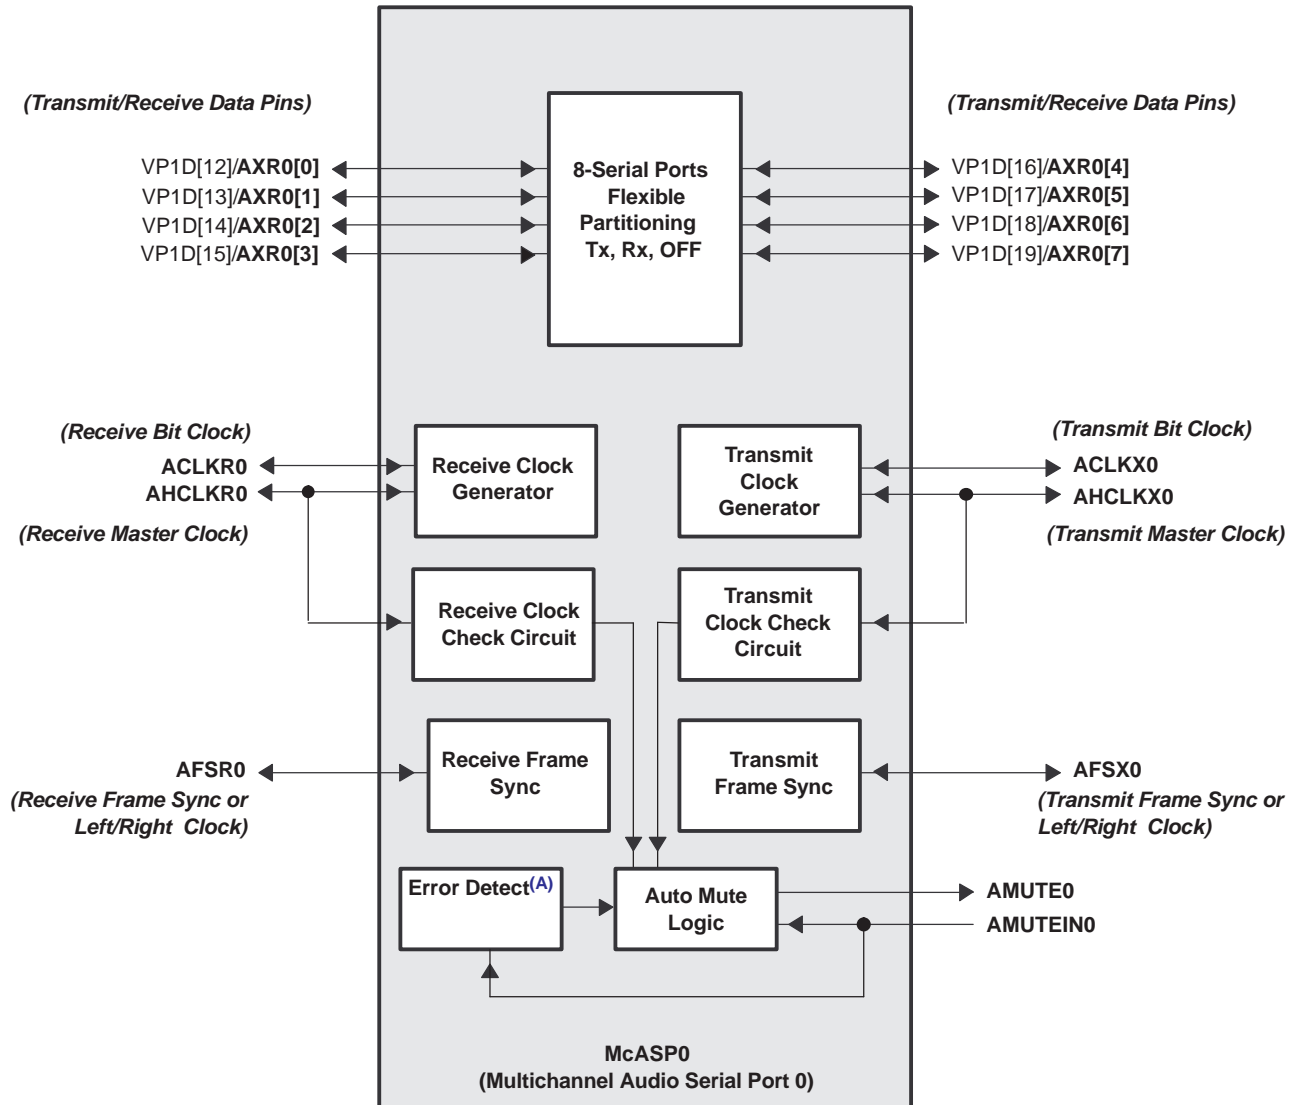 (Transmit/Receive Data Pins)
(Transmit/Receive Data Pins)
VP1D[12]/AXR0[0]
VP1D[13]/AXR0[1]
VP1D[14]/AXR0[2]
VP1D[15]/AXR0[3]
8-Serial Ports
Flexible
Partitioning
Tx, Rx, OFF
VP1D[16]/AXR0[4]
VP1D[17]/AXR0[5]
VP1D[18]/AXR0[6]
VP1D[19]/AXR0[7]
(Receive Bit Clock)
ACLKR0
AHCLKR0
(Receive Master Clock)
Receive Clock
Generator
Transmit
Clock
Generator
(Transmit Bit Clock)
ACLKX0
AHCLKX0
(Transmit Master Clock)
Receive Clock
Check Circuit
Transmit
Clock Check
Circuit
AFSR0
(Receive Frame Sync or
Left/Right Clock)
Receive Frame
Sync
Transmit
Frame Sync
AFSX0
(Transmit Frame Sync or
Left/Right Clock)
Error Detect(A)
Auto Mute
Logic
AMUTE0
AMUTEIN0
McASP0
(Multichannel Audio Serial Port 0)